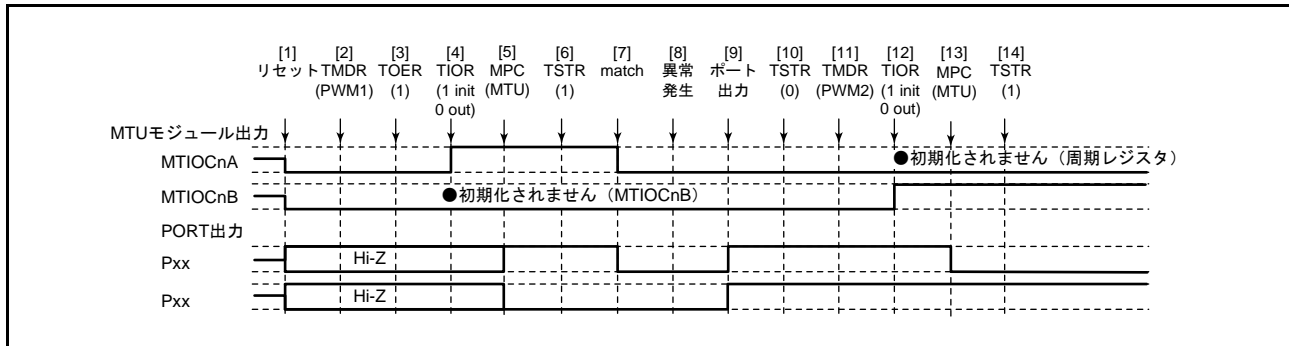 [1] [2] [3] [4] [5] [6] [7] [8] [9] [10] [11] [12] [13] [14]
リセット TMDR TOER TIOR MPC TSTR match 異常 ポート TSTR TMDR TIOR MPC TSTR
(PWM1) (1) (1 init (MTU) (1) 発生 出力 (0) (PWM2) (1 init (MTU) (1)
0 out) 0 out)
MTUモジュール出力
MTIOCnA ●初期化されません（周期レジスタ）
MTIOCnB ●初期化されません（MTIOCnB）
PORT出力
Pxx Hi-Z
Pxx Hi-Z